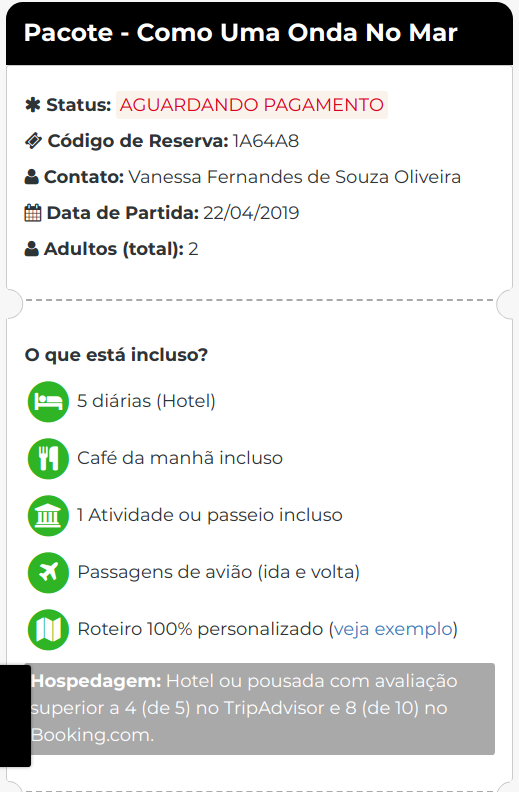 Pacote - Como Uma Onda No Mar
Status: AGUARDANDO PAGAMENTO
Código de Reserva: 1A64A8
Contato: Vanessa Fernandes de Souza Oliveira
Data de Partida: 22/04/2019
Adultos (total): 2
O que está incluso?
5 diárias (Hotel)
Café da manhã incluso
1 Atividade ou passeio incluso
Passagens de avião (ida e volta)
Roteiro 100% personalizado (veja exemplo)
Hospedagem: Hotel ou pousada com avaliação
superior a 4 (de 5) no TripAdvisor e 8 (de 10) no
Booking.com.